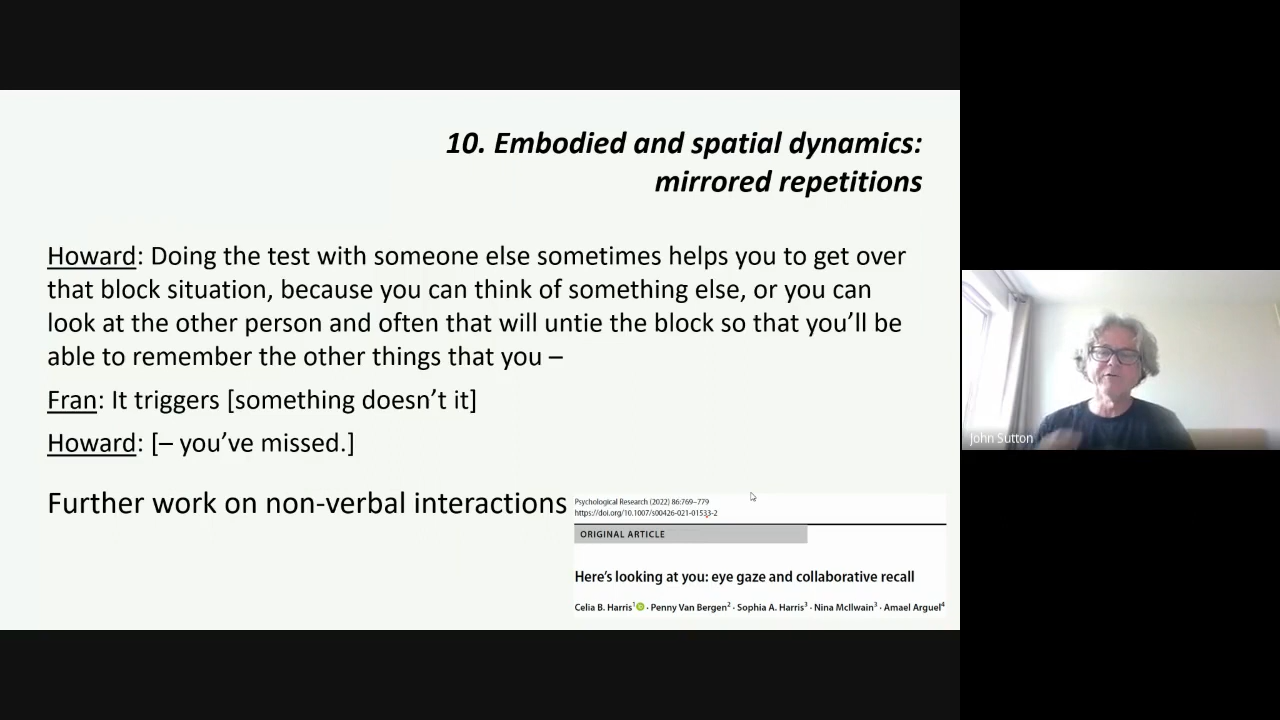 10. Embodied and spatial dynamics:
mirrored repetitions
Howard: Doing the test with someone else sometimes helps you to get over
that block situation, because you can think of something else, or you can
look at the other person and often that will untie the block so that you’ll be
able to remember the other things that you –
Fran: It triggers [something doesn’t it]
Howard: [– you’ve missed.]
Further work on non-verbal interactions
Psychological Research (2022) 86:769–779
https://doi.org/10.1007/s00426-021-01533-2
ORIGINAL ARTICLE
Here’s looking at you: eye gaze and collaborative recall
Celia B. Harris1 · Penny Van Bergen2 · Sophia A. Harris3 · Nina McIlwain3 · Amael Arguel4
John Sutton